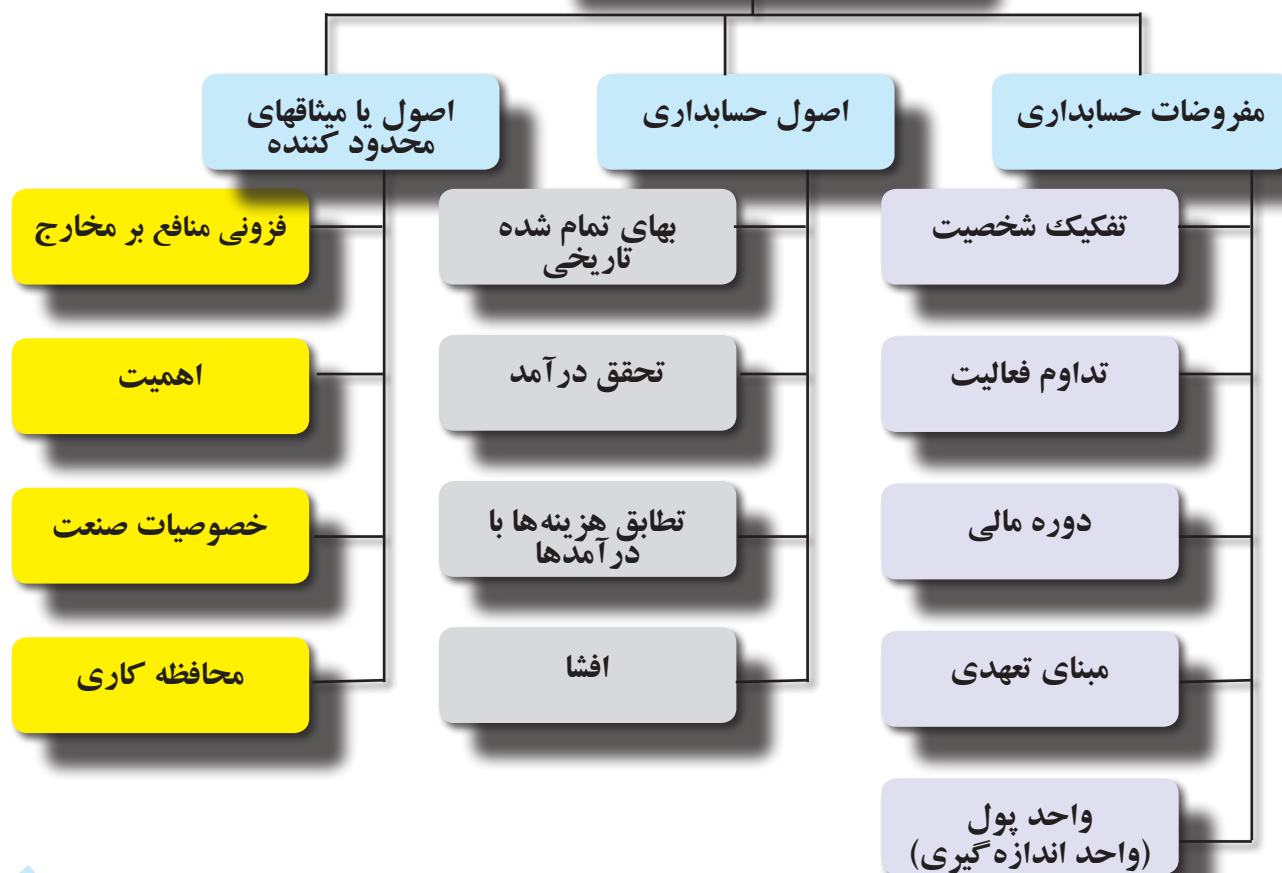 مفروضات حسابداری
تفکیک شخصیت
تداوم فعالیت
دوره مالی
مبنای تعهدی
واحد پول
(واحد اندازه‌گیری)
اصول حسابداری
بهای تمام شده
تاریخی
تحقق درآمد
تطابق هزینه‌ها با
درآمدها
افشا
اصول یا میثاقهای
محدود کننده
فزونی منافع بر مخارج
اهمیت
خصوصیات صنعت
محافظه کاری